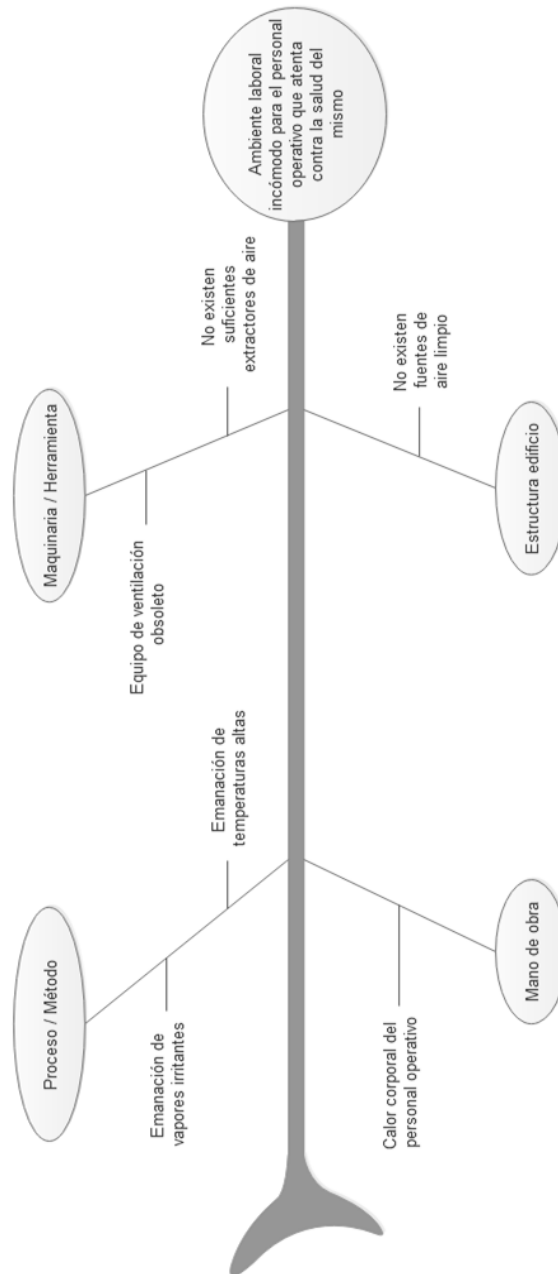 Proceso / Método
Maquinaria / Herramienta
Emanación de
vapores irritantes
Emanación de
temperaturas altas
Equipo de ventilación
obsoleto
No existen
suficientes
extractores de aire
Ambiente laboral
incómodo para el personal
operativo que atenta
contra la salud del
mismo
Calor corporal del
personal operativo
No existen
fuentes de
aire limpio
Mano de obra
Estructura edificio